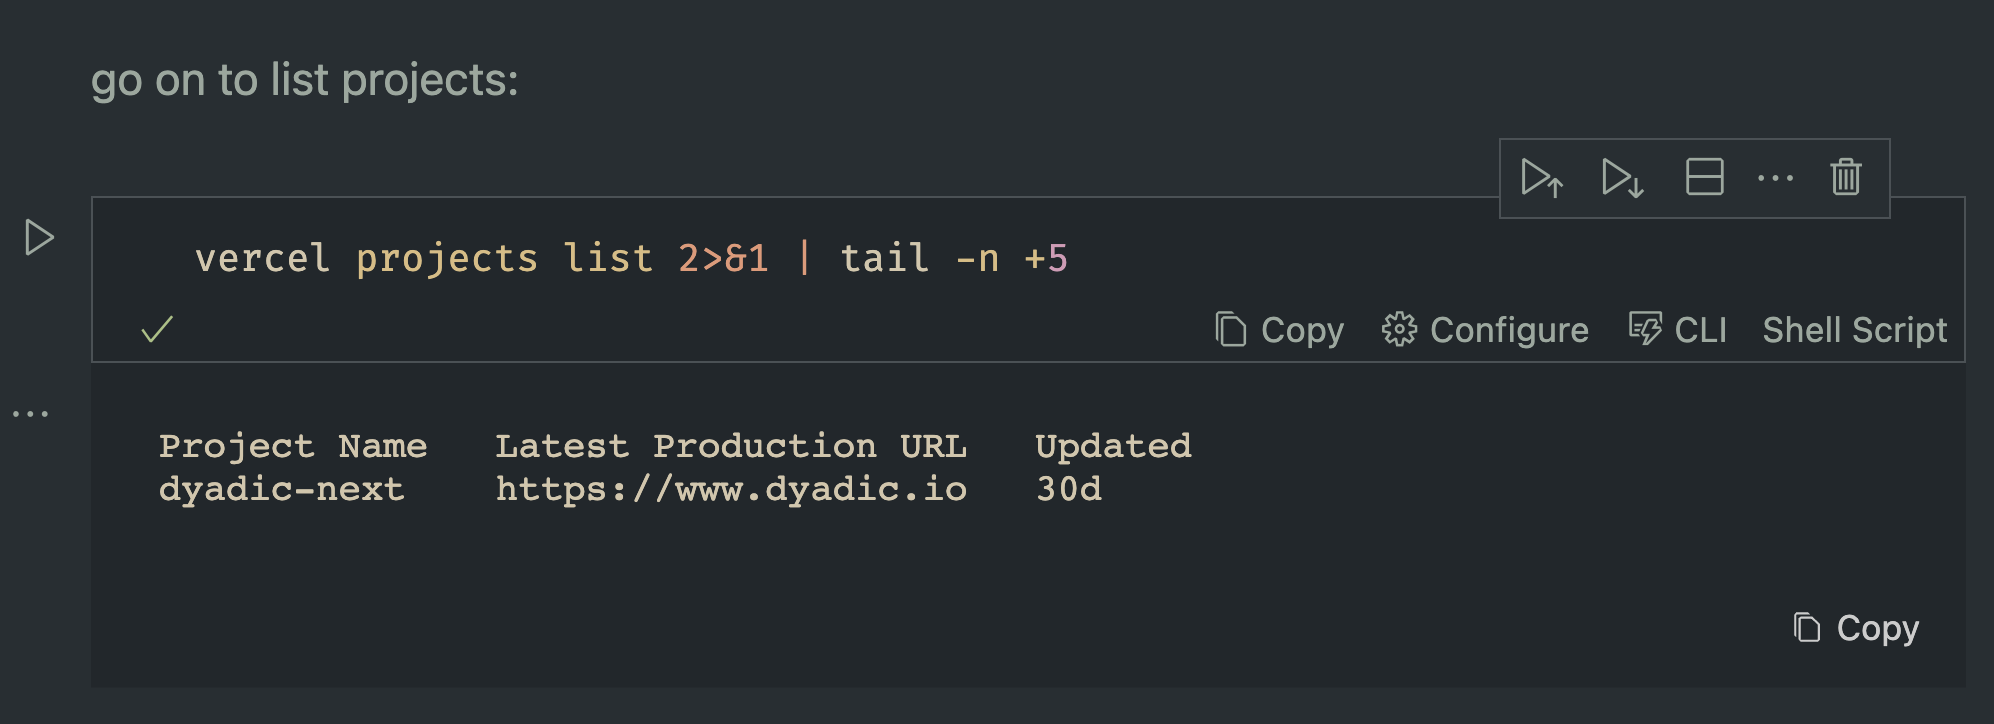 go on to list projects:
vercel projects list 2>&1 | tail -n +5
Copy Configure CLI Shell Script
Project Name Latest Production URL Updated
dyadic-next https://www.dyadic.io 30d
Copy